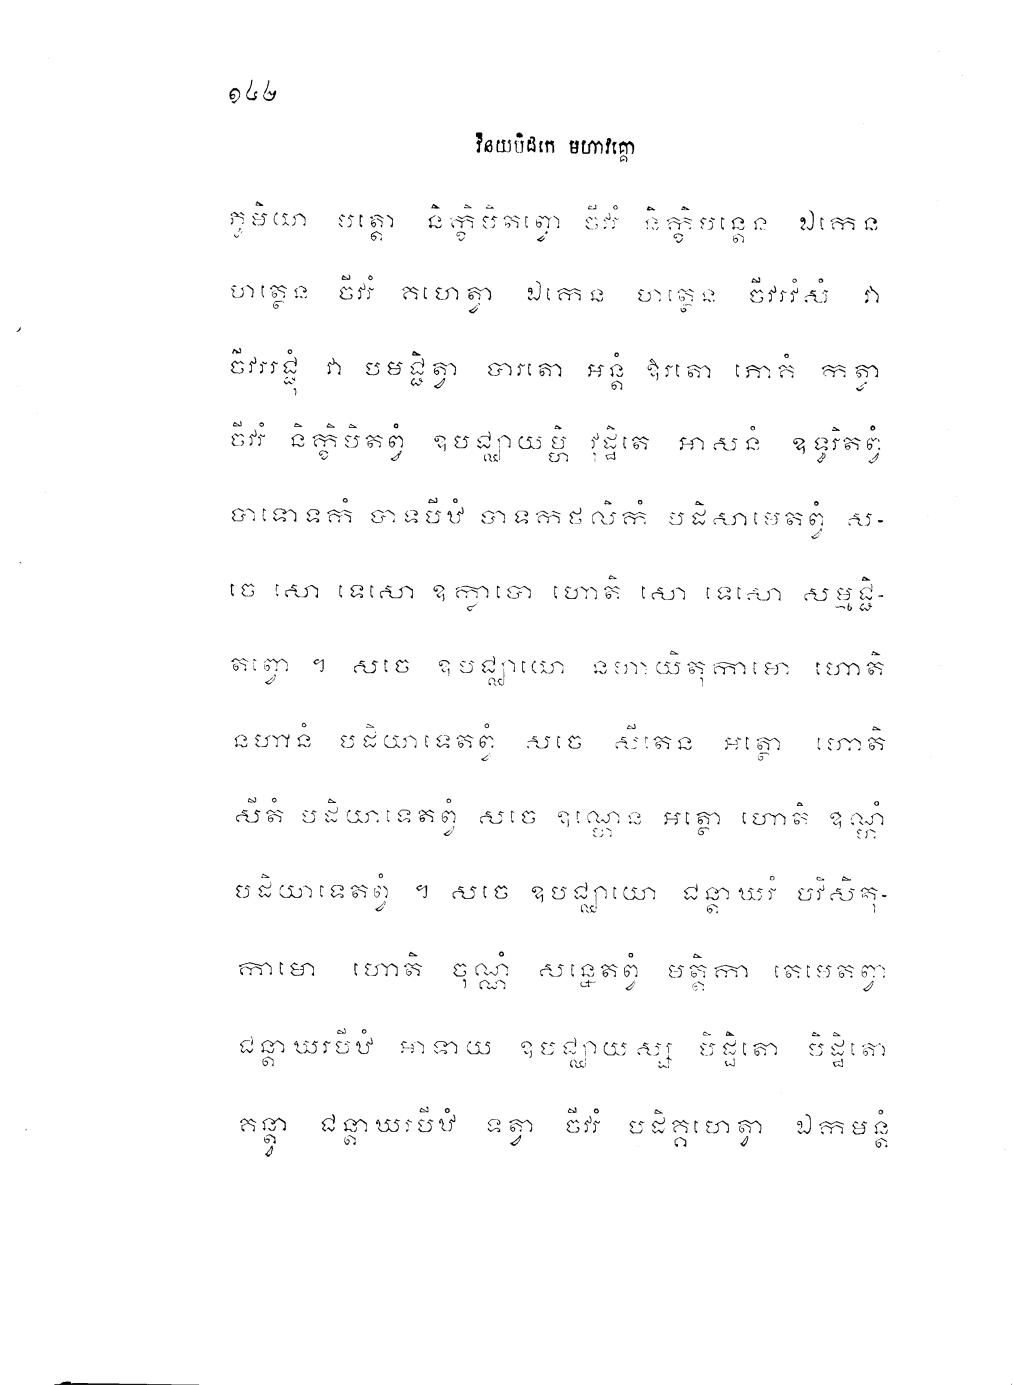 ១៤២
វិនយបិដកេ មហាវគ្គោ
ភូមិយា បត្តោ និក្ខិបិតព្វោ ចីវរំ និក្ខិបន្តេន ឯកេន
ហត្ថេន ចីវរំ គហេត្វា ឯកេន ហត្ថេន ចីវរវំសំ វា
ចីវររជ្ជុំ វា បមជ្ជិត្វា បារតោ អន្តំ ឱរតោ ភោគំ កត្វា
ចីវរំ និក្ខិបិតព្វំ ឧបជ្ឈាយម្ហិ វុដ្ឋិតេ អាសនំ ឧទ្ធរិតព្វំ
បាទោទកំ បាទបីឋំ បាទកថលិកំ បដិសាមេតព្វំ ស-
ចេ សោ ទេសោ ឧក្លាបោ ហោតិ សោ ទេសោ សម្មជ្ជិ-
តព្វោ ។ សចេ ឧបជ្ឈាយោ នហាយិតុកាមោ ហោតិ
នហានំ បដិយាទេតព្វំ សចេ សីតេន អត្ថោ ហោតិ
សីតំ បដិយាទេតព្វំ សចេ ឧណ្ហេន អត្ថោ ហោតិ ឧណ្ហំ
បដិយាទេតព្វំ ។ សចេ ឧបជ្ឈាយោ ជន្តាឃរំ បវិសិតុ-
កាមោ ហោតិ ចុណ្ណំ សន្នេតព្វំ មត្តិកា តេមេតព្វា
ជន្តាឃរបីឋំ អាទាយ ឧបជ្ឈាយស្ស បិដ្ឋិតោ បិដ្ឋិតោ
គន្ត្វា ជន្តាឃរបីឋំ ទត្វា ចីវរំ បដិគ្គហេត្វា ឯកមន្តំ